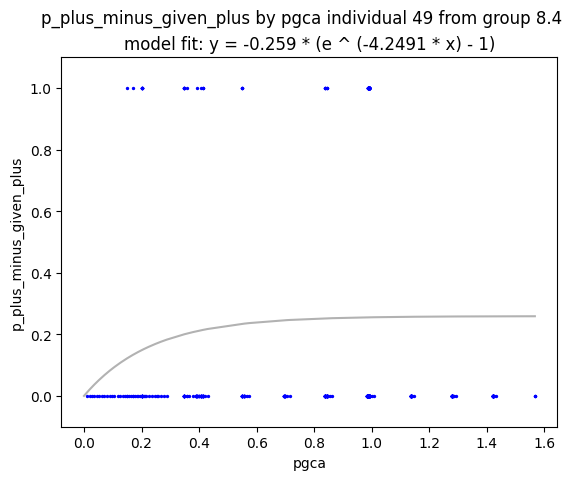 p_plus_minus_given_plus by pgca individual 49 from group 8.4
model fit: y = -0.259 * (e ^ (-4.2491 * x) - 1)
1.0
0.8
0.6
0.4
0.2
0.0
p_plus_minus_given_plus
0.0 0.2 0.4 0.6 0.8 1.0 1.2 1.4 1.6
pgca